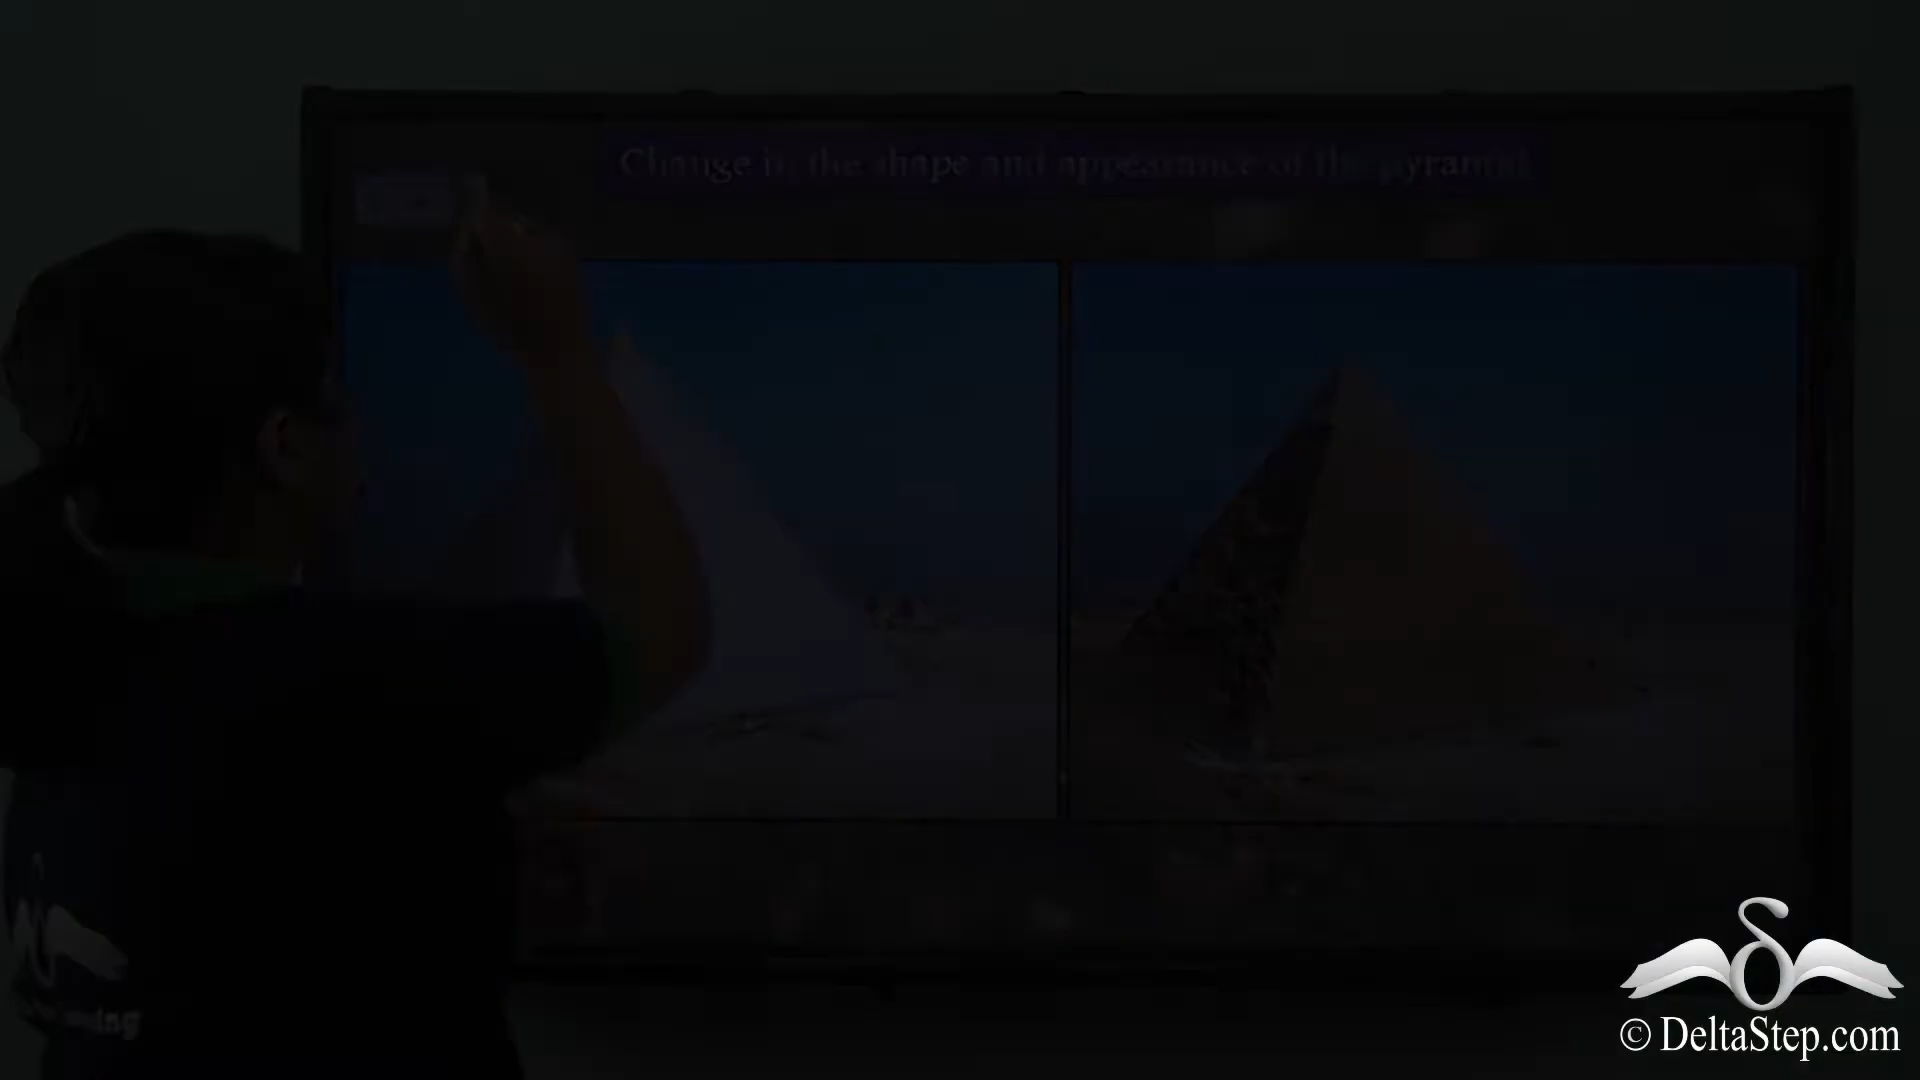 Change in the shape and appearance of the pyramid
© DeltaStep.com